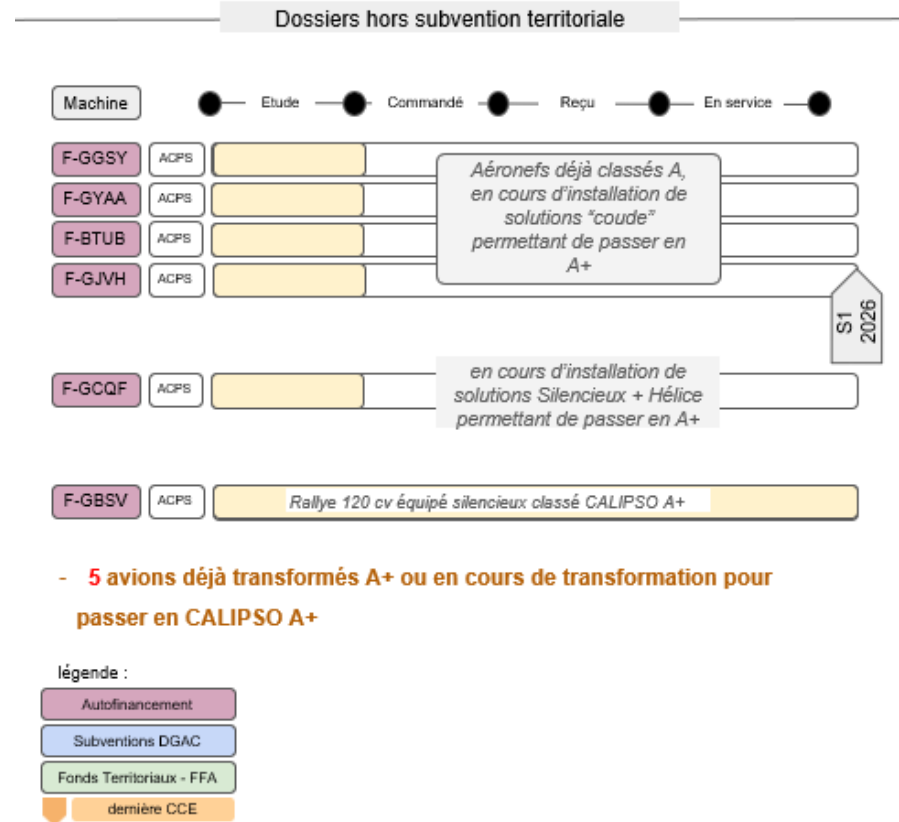 Dossiers hors subvention territoriale
Machine
Etude
Commandé
Reçu
En service
F-GGSY
ACPS
F-GYAA
ACPS
F-BTUB
ACPS
F-GJVH
ACPS
Aéronefs déjà classés A,
en cours d'installation de
solutions "coude"
permettant de passer en
A+
S1
2026
F-GCQF
ACPS
en cours d'installation de
solutions Silencieux + Hélice
permettant de passer en A+
F-GBSV
ACPS
Rallye 120 cv équipé silencieux classé CALIPSO A+
- 5 avions déjà transformés A+ ou en cours de transformation pour
passer en CALIPSO A+
légende :
Autofinancement
Subventions DGAC
Fonds Territoriaux - FFA
dernière CCE